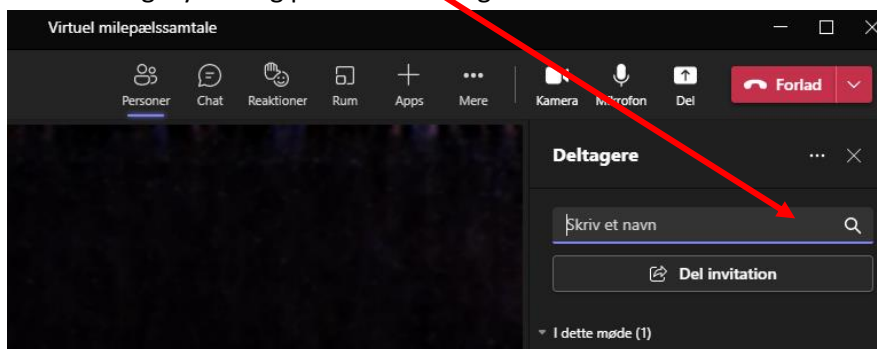 Virtuel milepælssamtale
Personer Chat Reaktioner Rum Apps Mere Kamera Mikrofon Del Forlad
Deltagere
Skriv et navn
Del invitation
I dette møde (1)